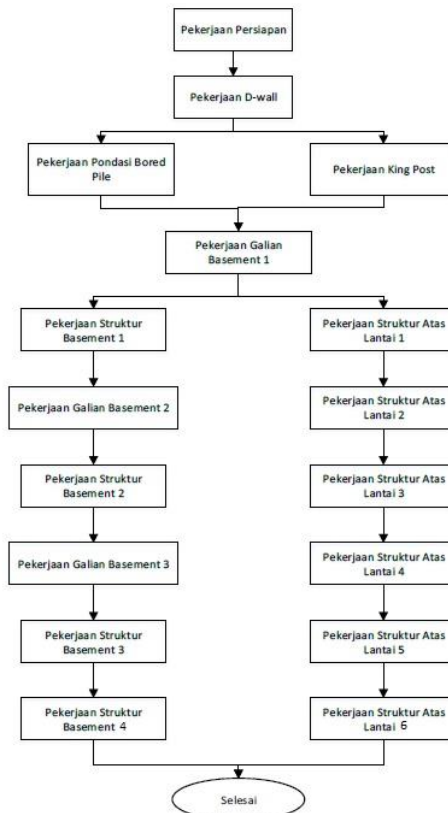 Pekerjaan Persiapan
Pekerjaan D-wall
Pekerjaan Pondasi Bored
Pile
Pekerjaan King Post
Pekerjaan Galian
Basement 1
Pekerjaan Struktur
Basement 1
Pekerjaan Galian Basement 2
Pekerjaan Struktur
Basement 2
Pekerjaan Galian Basement 3
Pekerjaan Struktur
Basement 3
Pekerjaan Struktur
Basement 4
Pekerjaan Struktur Atas
Lantai 1
Pekerjaan Struktur Atas
Lantai 2
Pekerjaan Struktur Atas
Lantai 3
Pekerjaan Struktur Atas
Lantai 4
Pekerjaan Struktur Atas
Lantai 5
Pekerjaan Struktur Atas
Lantai 6
Selesai